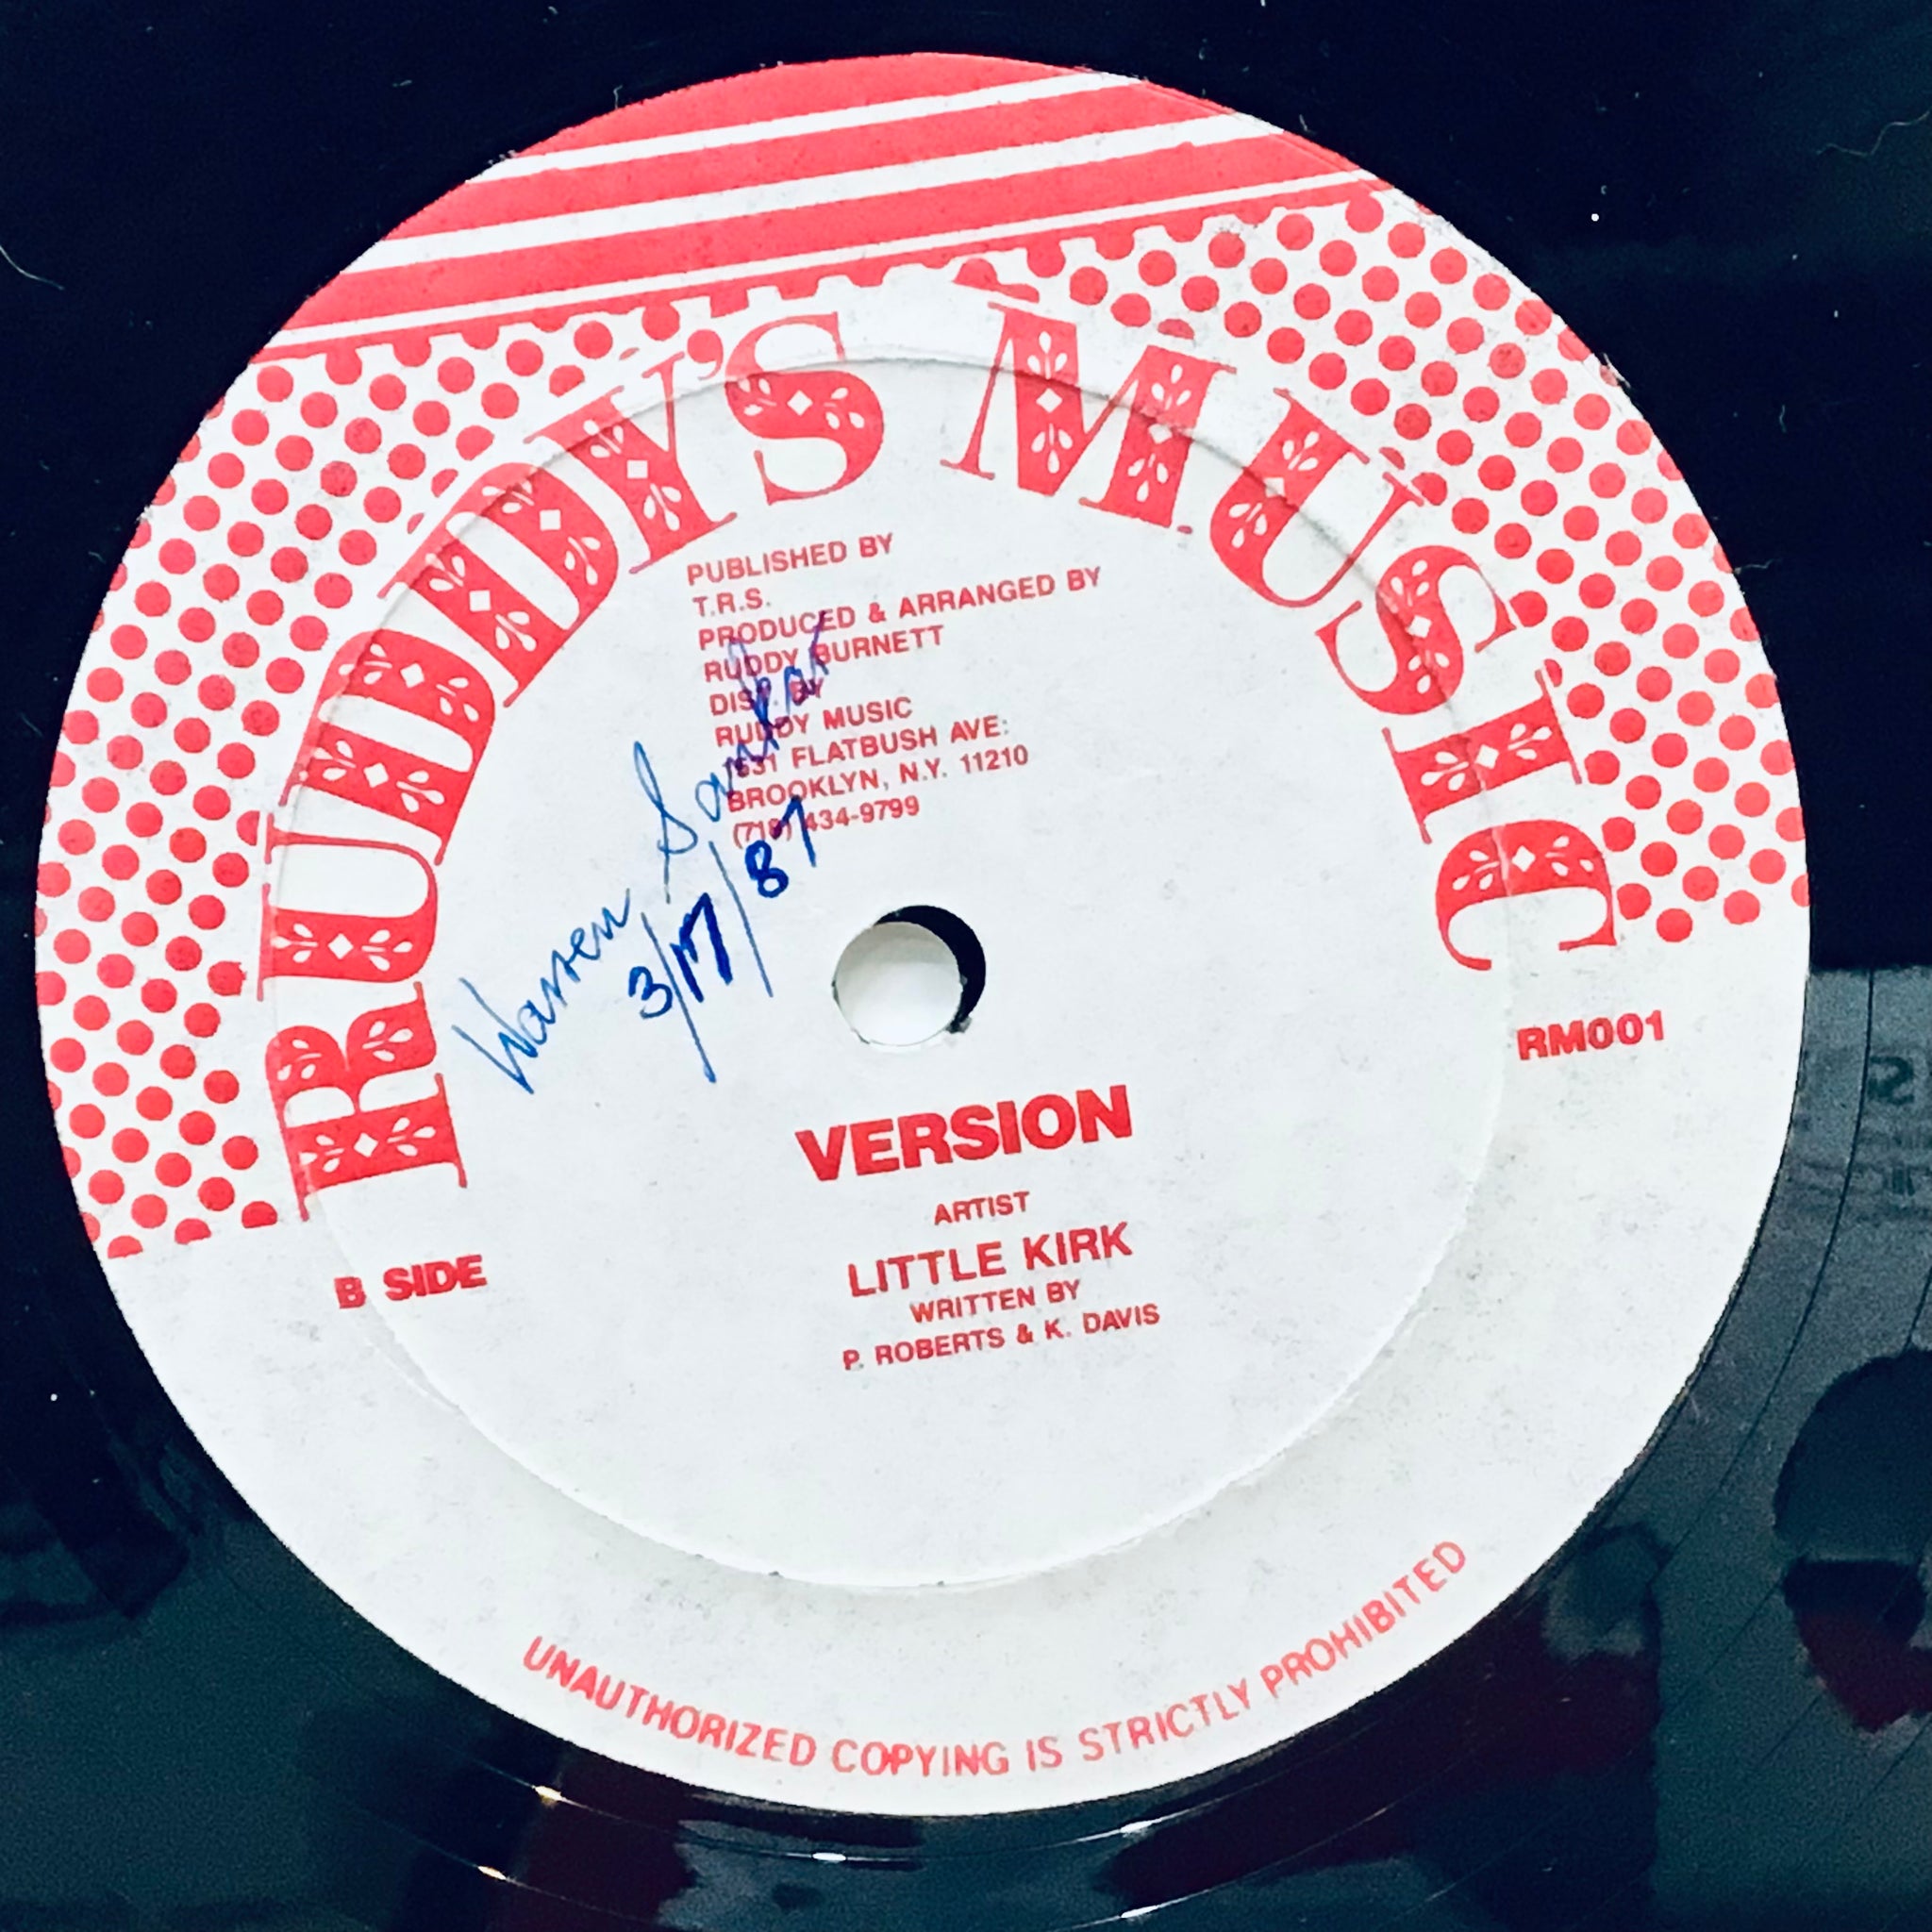 RUDDY'S MUSIC
PUBLISHED BY
T.R.S.
PRODUCED & ARRANGED BY
RUDDY BURNETT
DIST. BY
RUDDY MUSIC
1531 FLATBUSH AVE:
BROOKLYN, N.Y. 11210
(718) 434-9799
Warren
3/17/87
RM001
VERSION
ARTIST
LITTLE KIRK
WRITTEN BY
P. ROBERTS & K. DAVIS
B SIDE
UNAUTHORIZED COPYING IS STRICTLY PROHIBITED